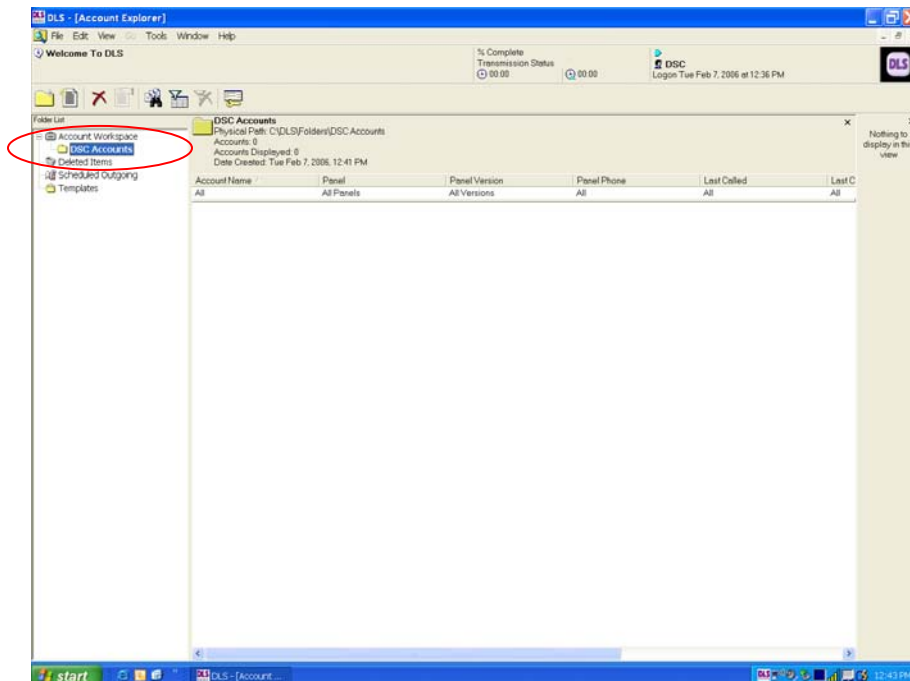 DLS - [Account Explorer]
File Edit View Go Tools Window Help
Welcome To DLS
% Complete
Transmission Status
00:00 00:00
DSC
Logon Tue Feb 7, 2006 at 12:36 PM
DLS
Folder List
Account Workspace
DSC Accounts
Deleted Items
Scheduled Outgoing
Templates
DSC Accounts
Physical Path: C:\DLS\Folders\DSC Accounts
Accounts: 0
Accounts Displayed: 0
Date Created: Tue Feb 7, 2006, 12:41 PM
Nothing to
display in this
view
Account Name Panel Panel Version Panel Phone Last Called Last C
All All Panels All Versions All All All
start DLS - [Account ... DLS 12:43 PM